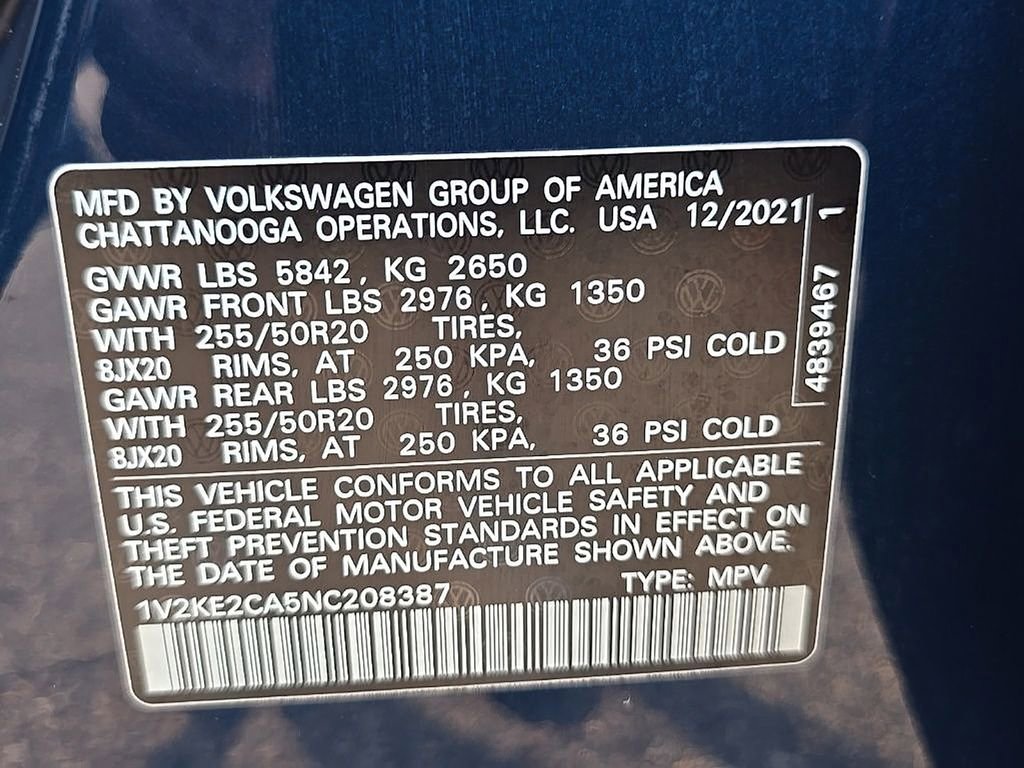 MFD BY VOLKSWAGEN GROUP OF AMERICA
CHATTANOOGA OPERATIONS, LLC. USA 12/2021
GVWR LBS 5842, KG 2650
GAWR FRONT LBS 2976, KG 1350
WITH 255/50R20 TIRES,
8JX20 RIMS, AT 250 KPA, 36 PSI COLD
GAWR REAR LBS 2976, KG 1350
WITH 255/50R20 TIRES,
8JX20 RIMS, AT 250 KPA, 36 PSI COLD
THIS VEHICLE CONFORMS TO ALL APPLICABLE
U.S. FEDERAL MOTOR VEHICLE SAFETY AND
THEFT PREVENTION STANDARDS IN EFFECT ON
THE DATE OF MANUFACTURE SHOWN ABOVE.
1V2KE2CA5NC208387 TYPE: MPV
4839467 1